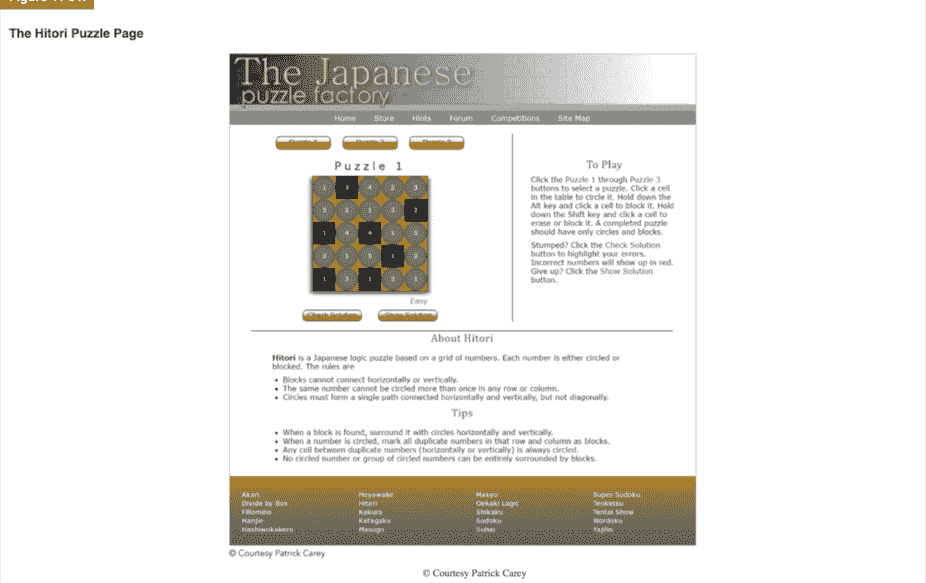 The Hitori Puzzle Page
The Japanese
puzzle factory
Home Store Hints Forum Competitions Site Map
Puzzle 1
To Play
Click the Puzzle 1 through Puzzle 3
buttons to select a puzzle. Click a cell
in the table to circle it. Hold down the
Alt key and click a cell to block it. Hold
down the Shift key and click a cell to
erase or block it. A completed puzzle
should have only circles and blocks.
Stumped? Click the Check Solution
button to highlight your errors.
Incorrect numbers will show up in red.
Give up? Click the Show Solution
button.
Easy
Check Solution Show Solution
About Hitori
Hitori is a Japanese logic puzzle based on a grid of numbers. Each number is either circled or
blocked. The rules are
• Blocks cannot connect horizontally or vertically.
• The same number cannot be circled more than once in any row or column.
• Circles must form a single path connected horizontally and vertically, but not diagonally.
Tips
• When a block is found, surround it with circles horizontally and vertically.
• When a number is circled, mark all duplicate numbers in that row and column as blocks.
• Any cell between duplicate numbers (horizontally or vertically) is always circled.
• No circled number or group of circled numbers can be entirely surrounded by blocks.
Akari Heyawake Masyu Super Sudoku
Divide by Box Hitori Oekaki Logic Tenketsu
Fillomino Kakuro Shikaku Tentai Show
Hanjie Katagaku Sudoku Wordoku
Hashiwokakero Masugo Suhai Yajilin
© Courtesy Patrick Carey
© Courtesy Patrick Carey